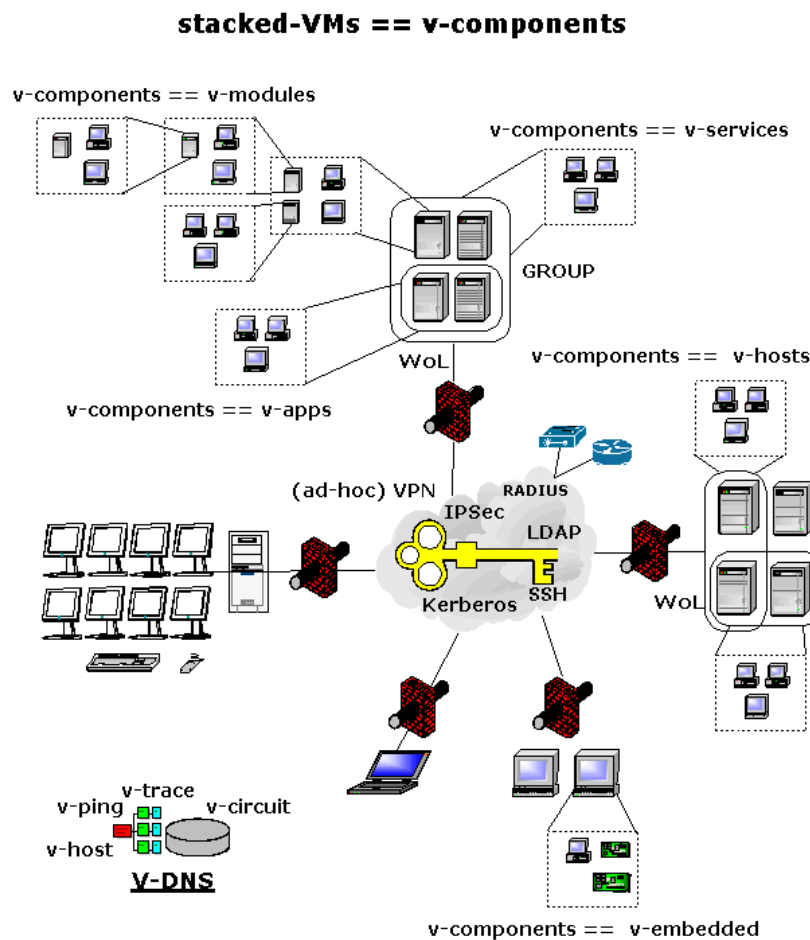 stacked-VMs == v-components
v-components == v-modules
v-components == v-services
GROUP
WoL
v-components == v-hosts
v-components == v-apps
(ad-hoc) VPN
RADIUS
IPSec
LDAP
SSH
Kerberos
WoL
v-trace
v-ping
v-circuit
v-host
V-DNS
v-components == v-embedded